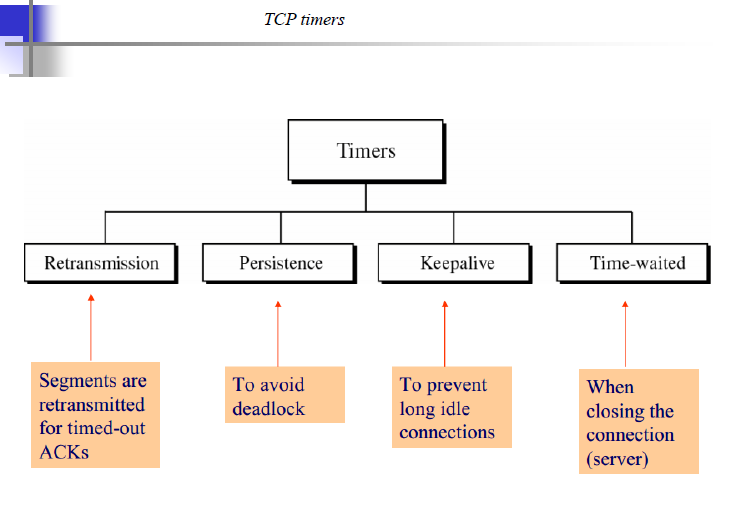 TCP timers
Timers
Retransmission
Persistence
Keepalive
Time-waited
Segments are
retransmitted
for timed-out
ACKs
To avoid
deadlock
To prevent
long idle
connections
When
closing the
connection
(server)